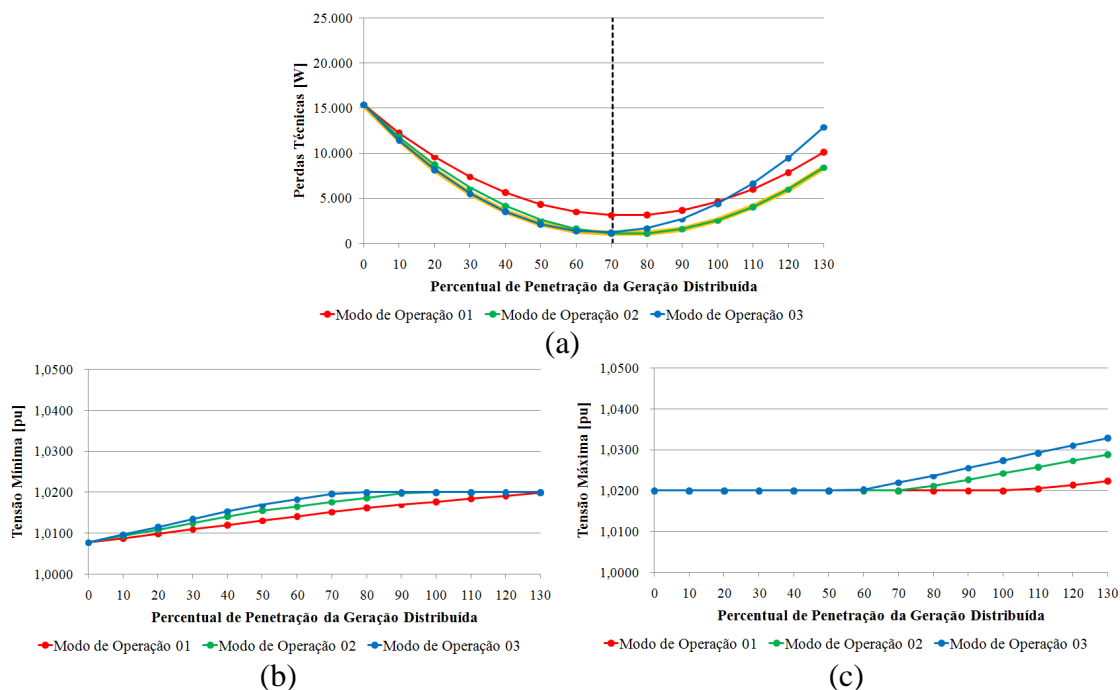 (a)
25.000
20.000
15.000
10.000
5.000
0
Perdas Técnicas [W]
0 10 20 30 40 50 60 70 80 90 100 110 120 130
Percentual de Penetração da Geração Distribuída
Modo de Operação 01 Modo de Operação 02 Modo de Operação 03
(a)
1,0500
1,0400
1,0300
1,0200
1,0100
1,0000
Tensão Mínima [pu]
0 10 20 30 40 50 60 70 80 90 100 110 120 130
Percentual de Penetração da Geração Distribuída
Modo de Operação 01 Modo de Operação 02 Modo de Operação 03
(b)
1,0500
1,0400
1,0300
1,0200
1,0100
1,0000
Tensão Máxima [pu]
0 10 20 30 40 50 60 70 80 90 100 110 120 130
Percentual de Penetração da Geração Distribuída
Modo de Operação 01 Modo de Operação 02 Modo de Operação 03
(c)